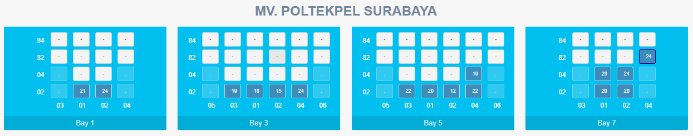 MV. POLTEKPEL SURABAYA
84 - - - -
82 - - - -
04 - -
02 21 24
03 01 02 04
Bay 1
84 - - - -
82 - - - -
04 - - - -
02 19 18 15 24
05 03 01 02 04 06
Bay 3
84 - - - -
82 - - - -
04 - - - 19
02 22 20 12 22
05 03 01 02 04 06
Bay 5
84 - - - -
82 - - - 24
04 23 24
02 20 20
03 01 02 04
Bay 7